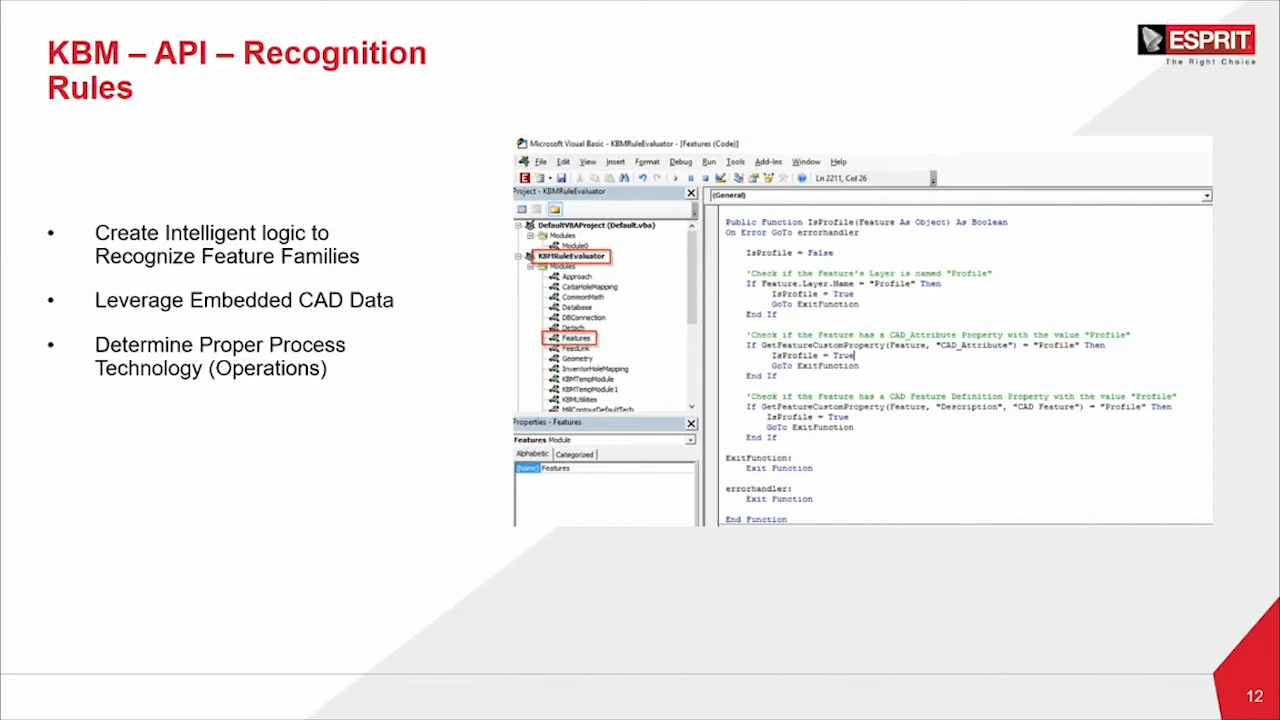 KBM – API – Recognition
Rules
ESPRIT
The Right Choice
• Create Intelligent logic to
Recognize Feature Families
• Leverage Embedded CAD Data
• Determine Proper Process
Technology (Operations)
Microsoft Visual Basic - KBMRuleEvaluator - [Features (Code)]
File Edit View Insert Format Debug Run Tools Add-Ins Window Help
Ln 2211, Col 26
Project - KBMRuleEvaluator
DefaultVBAProject (Default.vba)
Modules
Module0
KBMRuleEvaluator
Modules
Approach
CatiaHoleMapping
CommonMath
Database
DBConnection
Detach
Features
FeedLink
Geometry
InventorHoleMapping
KBMTempModule
KBMTempModule1
KBMUtilities
MillContourDefaultTech
Properties - Features
Features Module
Alphabetic Categorized
(Name) Features
(General)
Public Function IsProfile(Feature As Object) As Boolean
On Error GoTo errorhandler
IsProfile = False
'Check if the Feature's Layer is named "Profile"
If Feature.Layer.Name = "Profile" Then
IsProfile = True
GoTo ExitFunction
End If
'Check if the Feature has a CAD_Attribute Property with the value "Profile"
If GetFeatureCustomProperty(Feature, "CAD_Attribute") = "Profile" Then
IsProfile = True
GoTo ExitFunction
End If
'Check if the Feature has a CAD Feature Definition Property with the value "Profile"
If GetFeatureCustomProperty(Feature, "Description", "CAD Feature") = "Profile" Then
IsProfile = True
GoTo ExitFunction
End If
ExitFunction:
Exit Function
errorhandler:
Exit Function
End Function
12